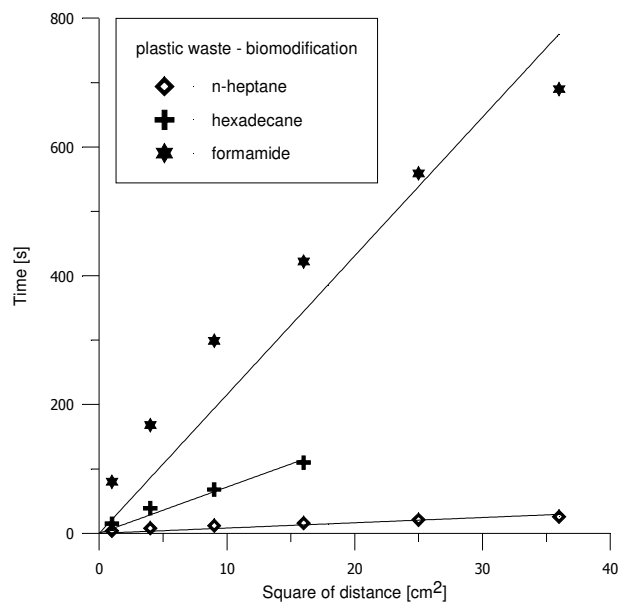 800
600
400
200
0
Time [s]
plastic waste - biomodification
n-heptane
hexadecane
formamide
0 10 20 30 40
Square of distance [cm2]